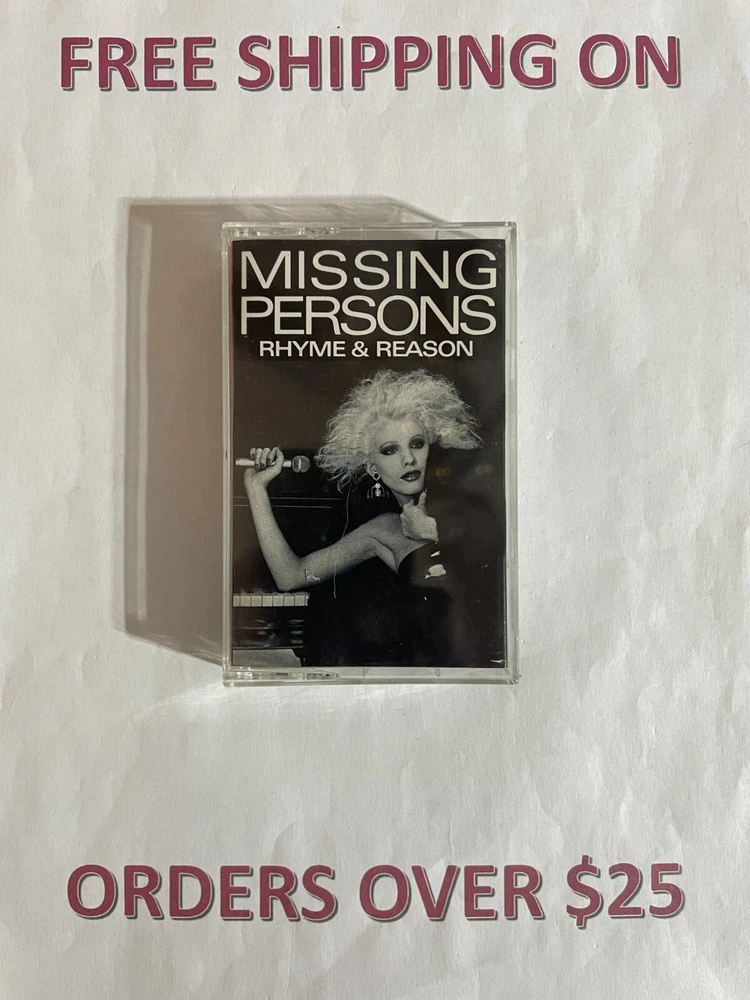 FREE SHIPPING ON
MISSING
PERSONS
RHYME & REASON
ORDERS OVER $25